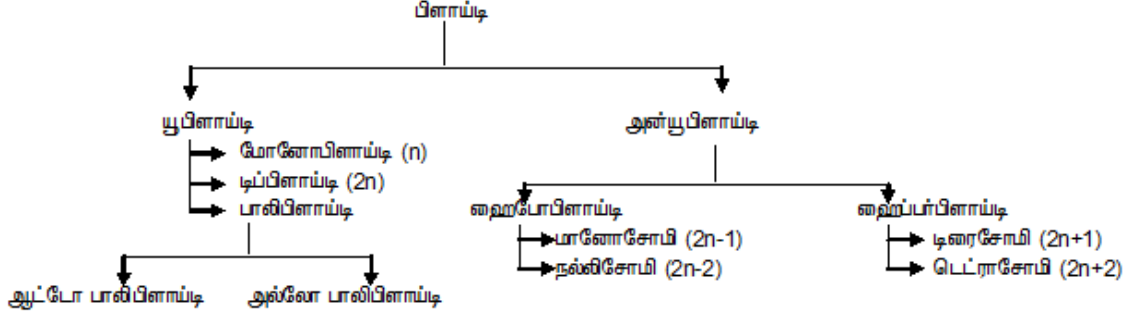 பிளாய்டி
யூபிளாய்டி
அன்யூபிளாய்டி
மோனோபிளாய்டி (n)
டிப்பிளாய்டி (2n)
பாலிபிளாய்டி
ஹைபோபிளாய்டி
ஹைப்பர்பிளாய்டி
மானோசோமி (2n-1)
டிரைசோமி (2n+1)
நல்லிசோமி (2n-2)
டெட்ராசோமி (2n+2)
ஆட்டோ பாலிபிளாய்டி
அல்லோ பாலிபிளாய்டி